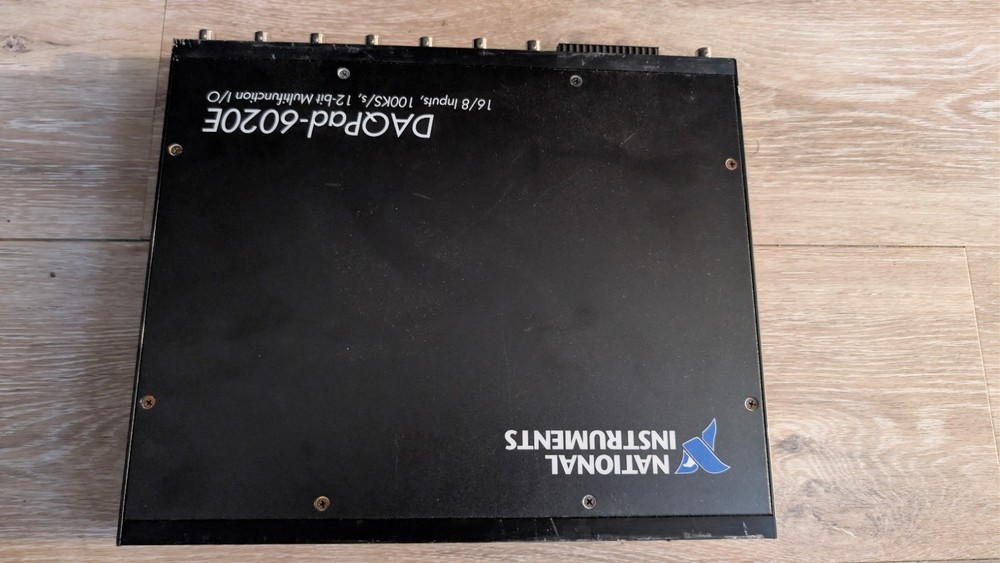 DAQPad-6020E
16/8 Inputs, 100KS/s, 12-bit Multifunction I/O
NATIONAL
INSTRUMENTS